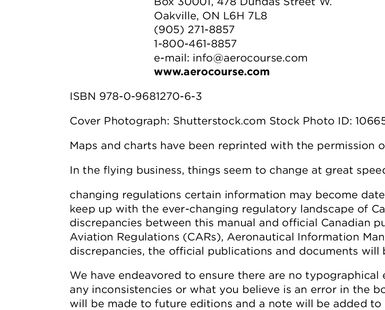 Box 30001, 478 Dundas Street W.
Oakville, ON L6H 7L8
(905) 271-8857
1-800-461-8857
e-mail: info@aerocourse.com
www.aerocourse.com
ISBN 978-0-9681270-6-3
Cover Photograph: Shutterstock.com Stock Photo ID: 10665
Maps and charts have been reprinted with the permission o
In the flying business, things seem to change at great speed
changing regulations certain information may become date
keep up with the ever-changing regulatory landscape of Ca
discrepancies between this manual and official Canadian pu
Aviation Regulations (CARs), Aeronautical Information Man
discrepancies, the official publications and documents will b
We have endeavored to ensure there are no typographical e
any inconsistencies or what you believe is an error in the bo
will be made to future editions and a note will be added to